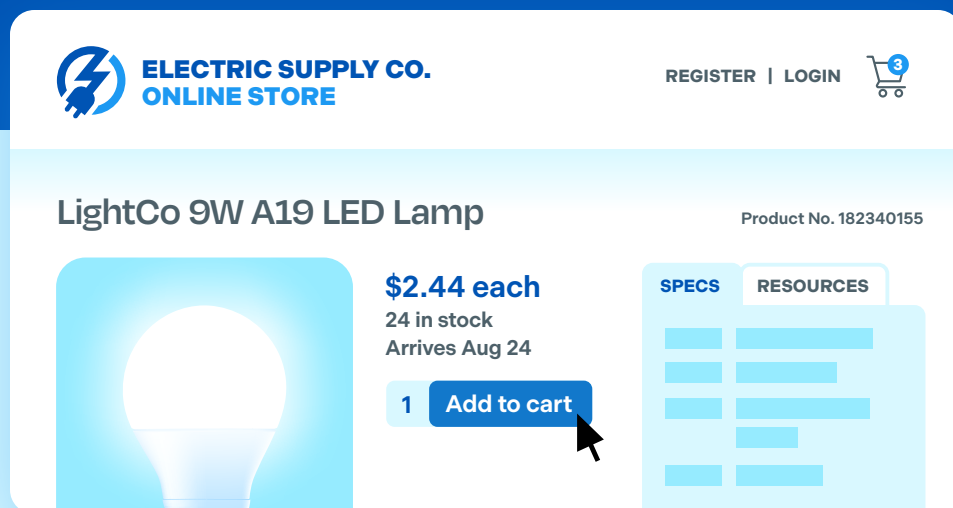 ELECTRIC SUPPLY CO.
ONLINE STORE
REGISTER | LOGIN
3
LightCo 9W A19 LED Lamp
Product No. 182340155
$2.44 each
24 in stock
Arrives Aug 24
1
Add to cart
SPECS
RESOURCES